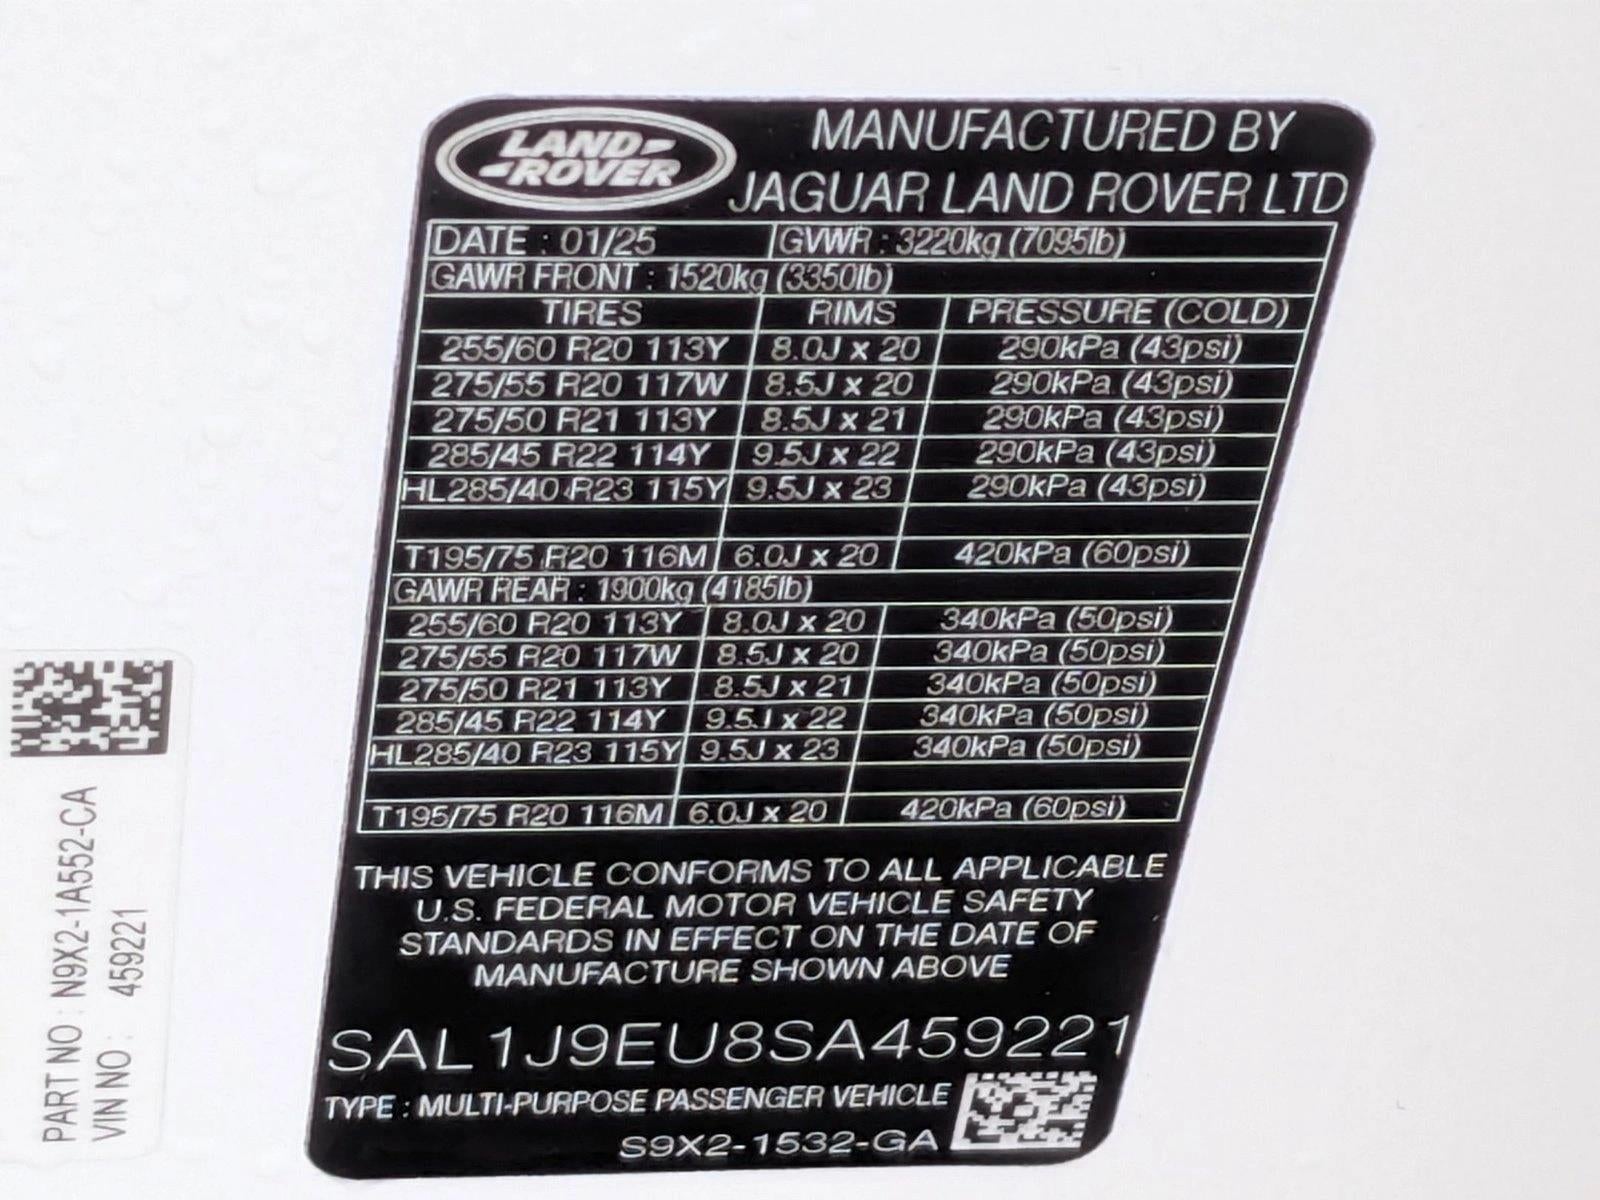 LAND-
-ROVER
MANUFACTURED BY
JAGUAR LAND ROVER LTD
DATE : 01/25 GVWR : 3220kg (7095lb)
GAWR FRONT : 1520kg (3350lb)
TIRES RIMS PRESSURE (COLD)
255/60 R20 113Y 8.0J x 20 290kPa (43psi)
275/55 R20 117W 8.5J x 20 290kPa (43psi)
275/50 R21 113Y 8.5J x 21 290kPa (43psi)
285/45 R22 114Y 9.5J x 22 290kPa (43psi)
HL285/40 R23 115Y 9.5J x 23 290kPa (43psi)
T195/75 R20 116M 6.0J x 20 420kPa (60psi)
GAWR REAR : 1900kg (4185lb)
255/60 R20 113Y 8.0J x 20 340kPa (50psi)
275/55 R20 117W 8.5J x 20 340kPa (50psi)
275/50 R21 113Y 8.5J x 21 340kPa (50psi)
285/45 R22 114Y 9.5J x 22 340kPa (50psi)
HL285/40 R23 115Y 9.5J x 23 340kPa (50psi)
T195/75 R20 116M 6.0J x 20 420kPa (60psi)
THIS VEHICLE CONFORMS TO ALL APPLICABLE
U.S. FEDERAL MOTOR VEHICLE SAFETY
STANDARDS IN EFFECT ON THE DATE OF
MANUFACTURE SHOWN ABOVE
SAL1J9EU8SA459221
TYPE : MULTI-PURPOSE PASSENGER VEHICLE
S9X2-1532-GA
PART NO : N9X2-1A552-CA
VIN NO : 459221